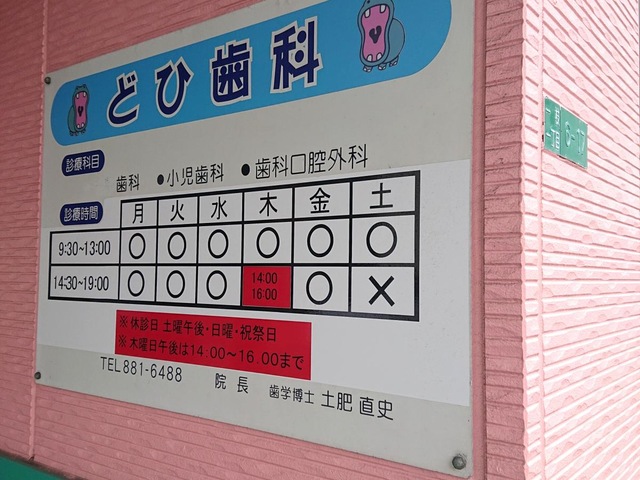 どひ歯科
診療科目
歯科 ●小児歯科 ●歯科口腔外科
診療時間 月 火 水 木 金 土
9:30~13:00 ○ ○ ○ ○ ○ ○
14:30~19:00 ○ ○ ○ 14:00 16:00 ○ ×
※休診日 土曜午後・日曜・祝祭日
※木曜日午後は14:00～16.00まで
TEL 881-6488
院長 歯学博士 土肥 直史